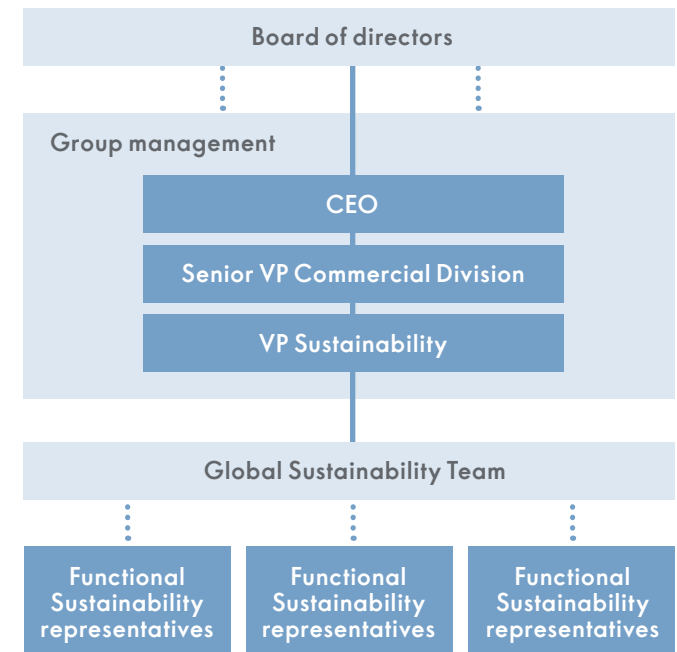 Board of directors
Group management
CEO
Senior VP Commercial Division
VP Sustainability
Global Sustainability Team
Functional
Sustainability
representatives
Functional
Sustainability
representatives
Functional
Sustainability
representatives